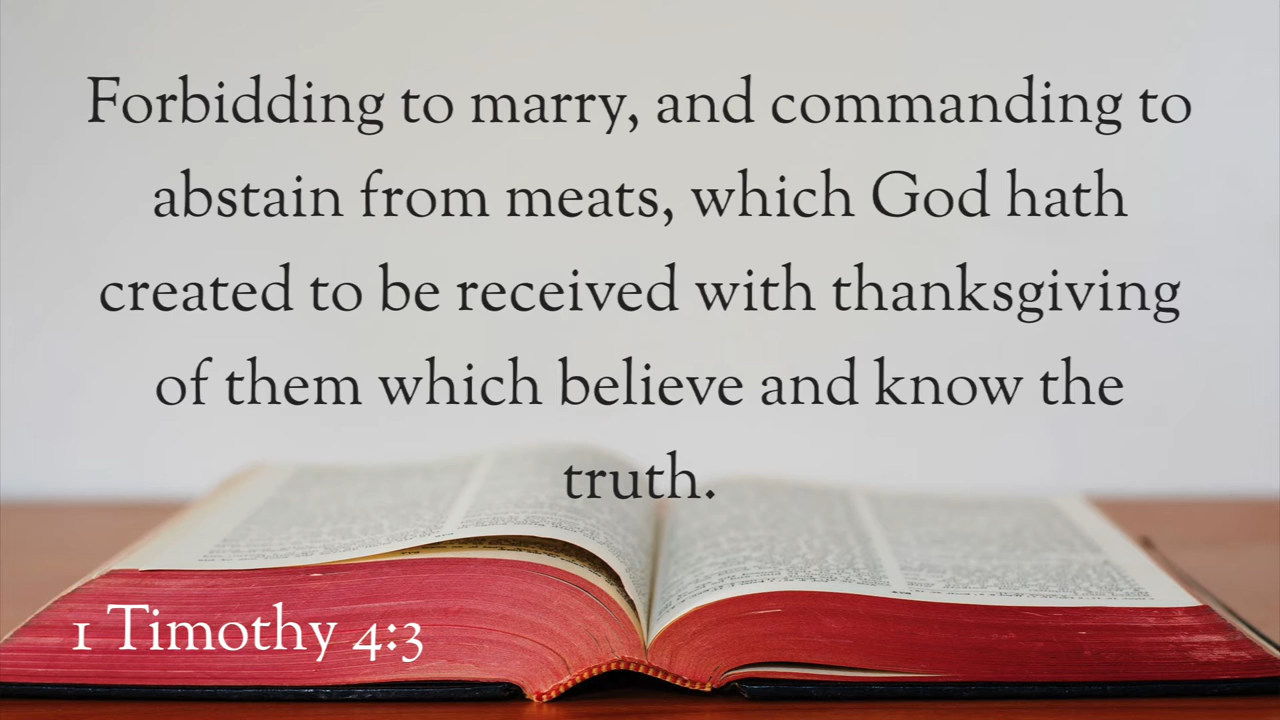 Forbidding to marry, and commanding to
abstain from meats, which God hath
created to be received with thanksgiving
of them which believe and know the
truth.
1 Timothy 4:3